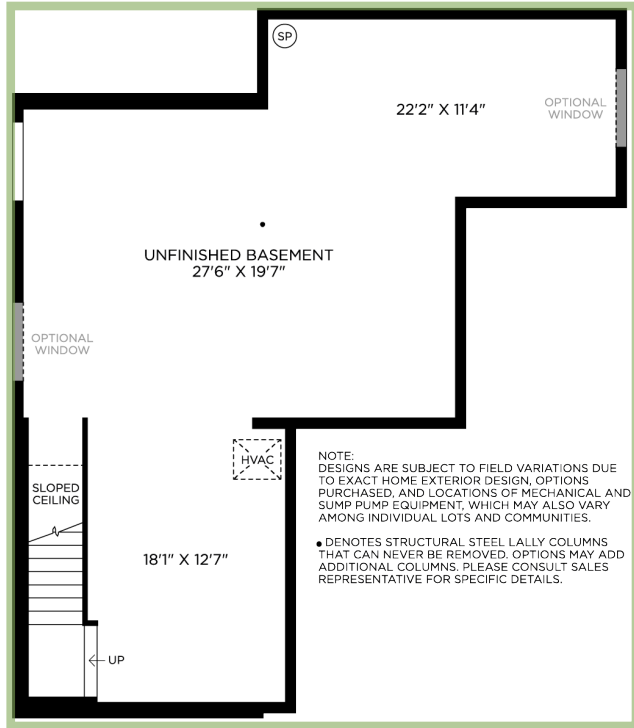 SP
22'2" X 11'4"
OPTIONAL
WINDOW
UNFINISHED BASEMENT
27'6" X 19'7"
OPTIONAL
WINDOW
HVAC
SLOPED
CEILING
18'1" X 12'7"
UP
NOTE:
DESIGNS ARE SUBJECT TO FIELD VARIATIONS DUE
TO EXACT HOME EXTERIOR DESIGN, OPTIONS
PURCHASED, AND LOCATIONS OF MECHANICAL AND
SUMP PUMP EQUIPMENT, WHICH MAY ALSO VARY
AMONG INDIVIDUAL LOTS AND COMMUNITIES.
• DENOTES STRUCTURAL STEEL LALLY COLUMNS
THAT CAN NEVER BE REMOVED. OPTIONS MAY ADD
ADDITIONAL COLUMNS. PLEASE CONSULT SALES
REPRESENTATIVE FOR SPECIFIC DETAILS.